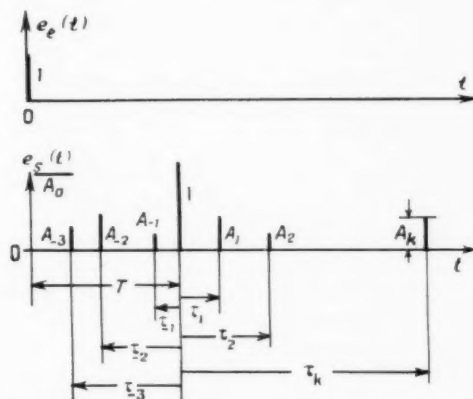 e_t(t)
1
0
t
e_s(t)
A_0
1
A_-3
A_-2
A_-1
A_1
A_2
A_k
0
t
T
τ_-1
τ_1
τ_-2
τ_2
τ_k
τ_-3